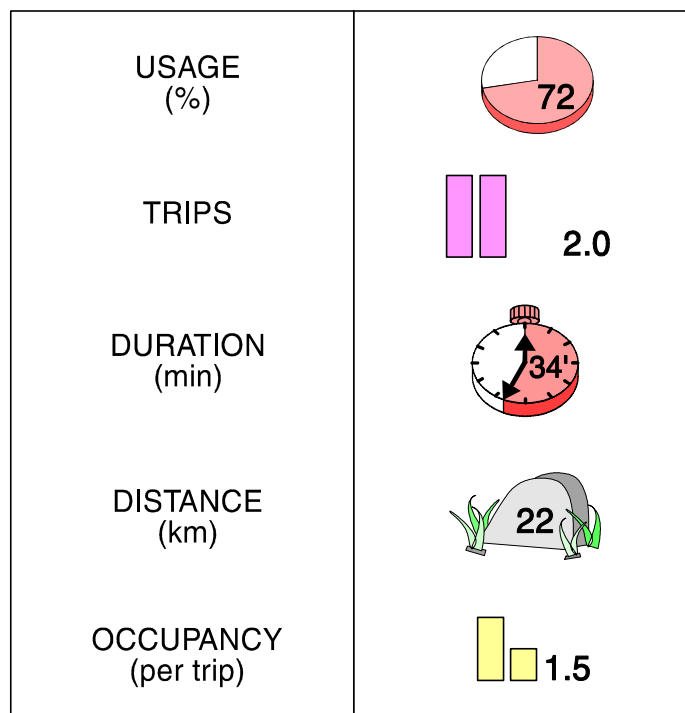 USAGE
(%)
72
TRIPS
2.0
DURATION
(min)
34'
DISTANCE
(km)
22
OCCUPANCY
(per trip)
1.5